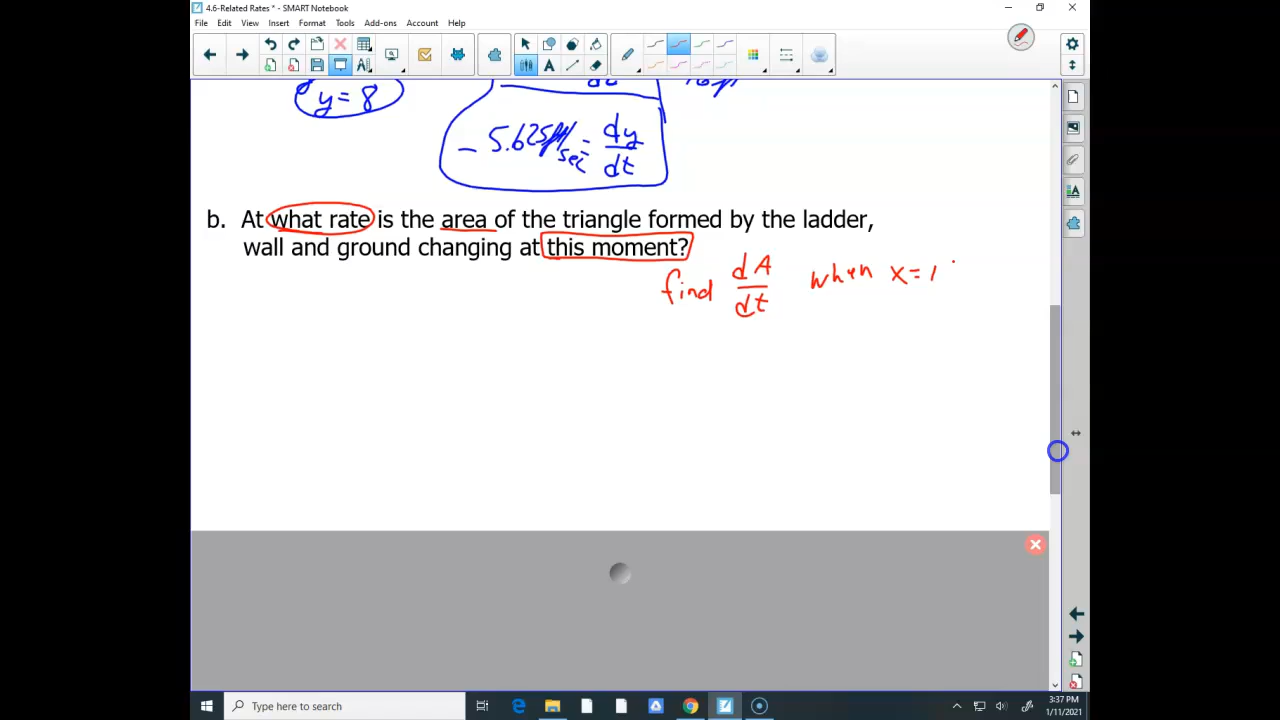 4.6-Related Rates * - SMART Notebook
File Edit View Insert Format Tools Add-ons Account Help
y = 8
- 5.625 ft/sec = dy/dt
b. At what rate is the area of the triangle formed by the ladder,
wall and ground changing at this moment?
find dA/dt when x = 1
Type here to search
3:37 PM
1/11/2021